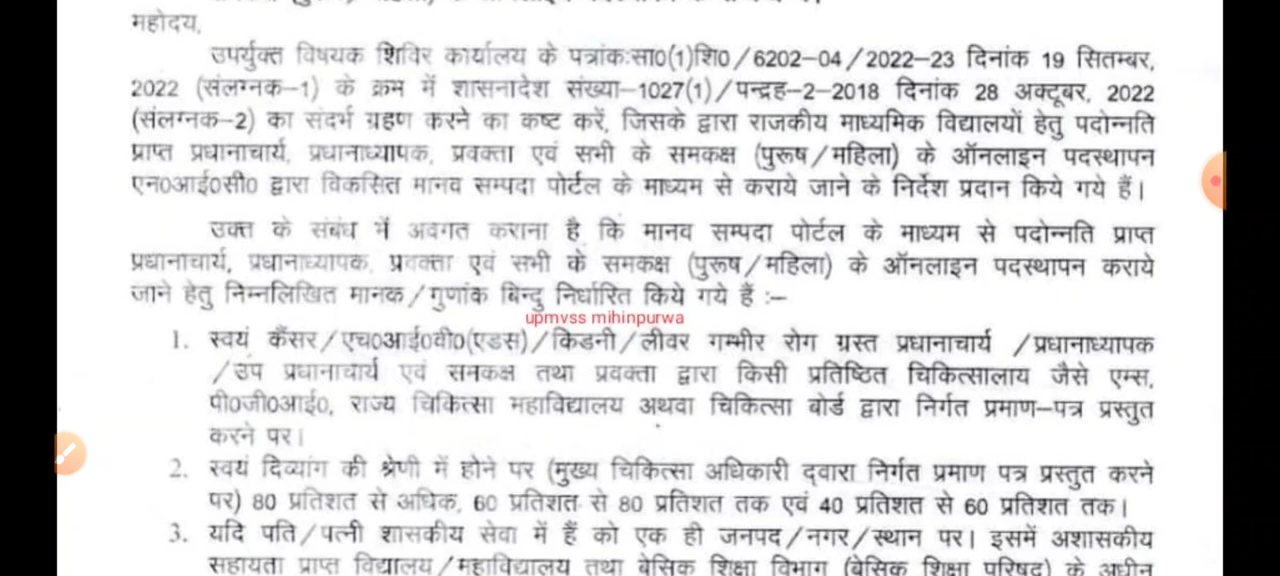 महोदय,
उपर्युक्त विषयक शिविर कार्यालय के पत्रांक:सा0(1)शि0/6202–04/2022–23 दिनांक 19 सितम्बर,
2022 (संलग्नक–1) के क्रम में शासनादेश संख्या–1027(1)/पन्द्रह–2–2018 दिनांक 28 अक्टूबर, 2022
(संलग्नक–2) का संदर्भ ग्रहण करने का कष्ट करें, जिसके द्वारा राजकीय माध्यमिक विद्यालयों हेतु पदोन्नति
प्राप्त प्रधानाचार्य, प्रधानाध्यापक, प्रवक्ता एवं सभी के समकक्ष (पुरूष/महिला) के ऑनलाइन पदस्थापन
एन0आई0सी0 द्वारा विकसित मानव सम्पदा पोर्टल के माध्यम से कराये जाने के निर्देश प्रदान किये गये हैं।
उक्त के संबंध में अवगत कराना है कि मानव सम्पदा पोर्टल के माध्यम से पदोन्नति प्राप्त
प्रधानाचार्य, प्रधानाध्यापक, प्रवक्ता एवं सभी के समकक्ष (पुरूष/महिला) के ऑनलाइन पदस्थापन कराये
जाने हेतु निम्नलिखित मानक/गुणांक बिन्दु निर्धारित किये गये हैं :–
upmvss mihinpurwa
1. स्वयं कैंसर/एच0आई0वी0(एडस)/किडनी/लीवर गम्भीर रोग ग्रस्त प्रधानाचार्य /प्रधानाध्यापक
/उप प्रधानाचार्य एवं समकक्ष तथा प्रवक्ता द्वारा किसी प्रतिष्ठित चिकित्सालाय जैसे एम्स,
पी0जी0आई0, राज्य चिकित्सा महाविद्यालय अथवा चिकित्सा बोर्ड द्वारा निर्गत प्रमाण–पत्र प्रस्तुत
करने पर।
2. स्वयं दिव्यांग की श्रेणी में होने पर (मुख्य चिकित्सा अधिकारी द्वारा निर्गत प्रमाण पत्र प्रस्तुत करने
पर) 80 प्रतिशत से अधिक, 60 प्रतिशत से 80 प्रतिशत तक एवं 40 प्रतिशत से 60 प्रतिशत तक।
3. यदि पति/पत्नी शासकीय सेवा में हैं को एक ही जनपद/नगर/स्थान पर। इसमें अशासकीय
सहायता प्राप्त विद्यालय/महाविद्यालय तथा बेसिक शिक्षा विभाग (बेसिक शिक्षा परिषद) के अधीन